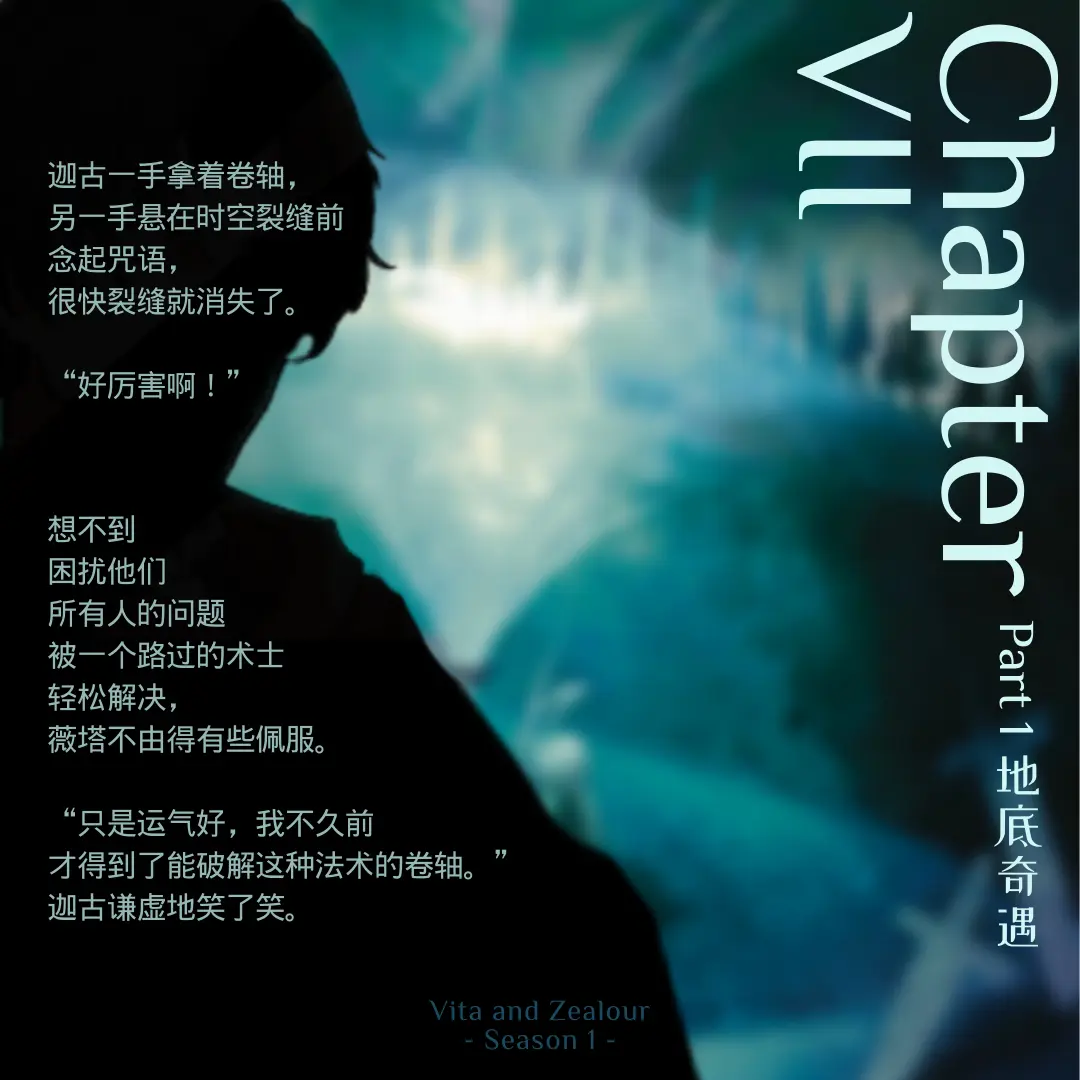 Chapter
VII
Part 1 地底奇遇
迦古一手拿着卷轴，
另一手悬在时空裂缝前
念起咒语，
很快裂缝就消失了。
“好厉害啊！”
想不到
困扰他们
所有人的问题
被一个路过的术士
轻松解决，
薇塔不由得有些佩服。
“只是运气好，我不久前
才得到了能破解这种法术的卷轴。”
迦古谦虚地笑了笑。
Vita and Zealour
- Season 1 -